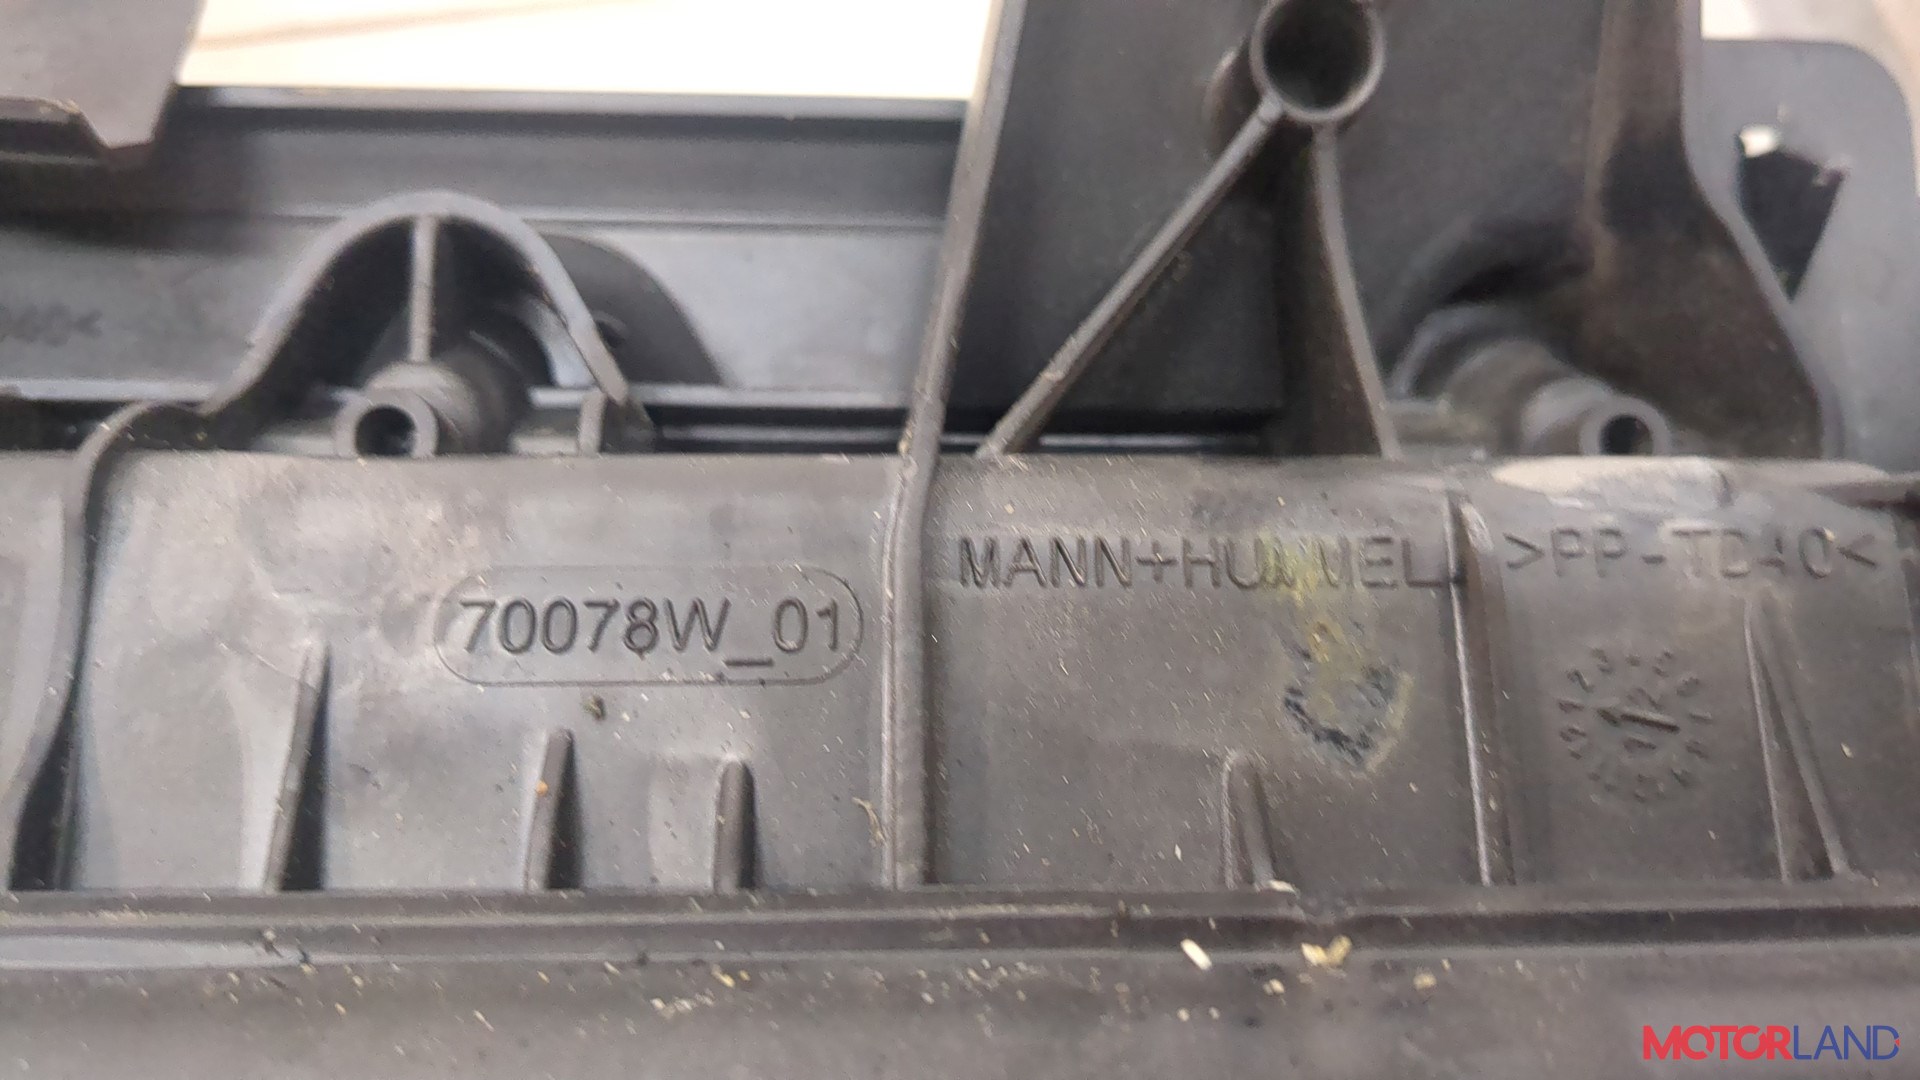 MANN+HUMMEL
>PP-TD40<
70078W_01
MOTORLAND